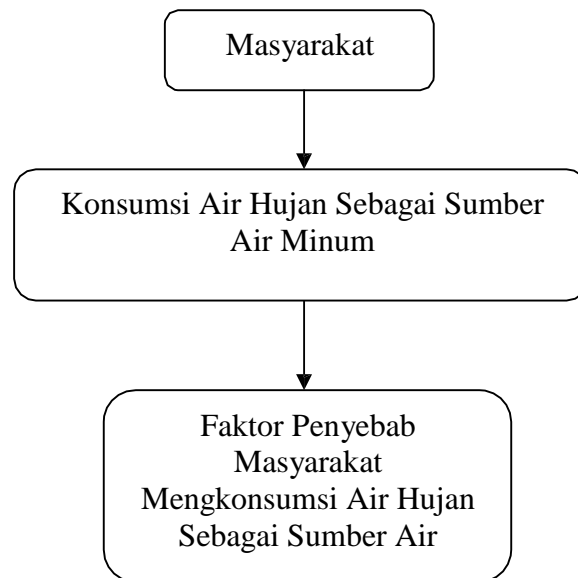 Masyarakat
Konsumsi Air Hujan Sebagai Sumber
Air Minum
Faktor Penyebab
Masyarakat
Mengkonsumsi Air Hujan
Sebagai Sumber Air